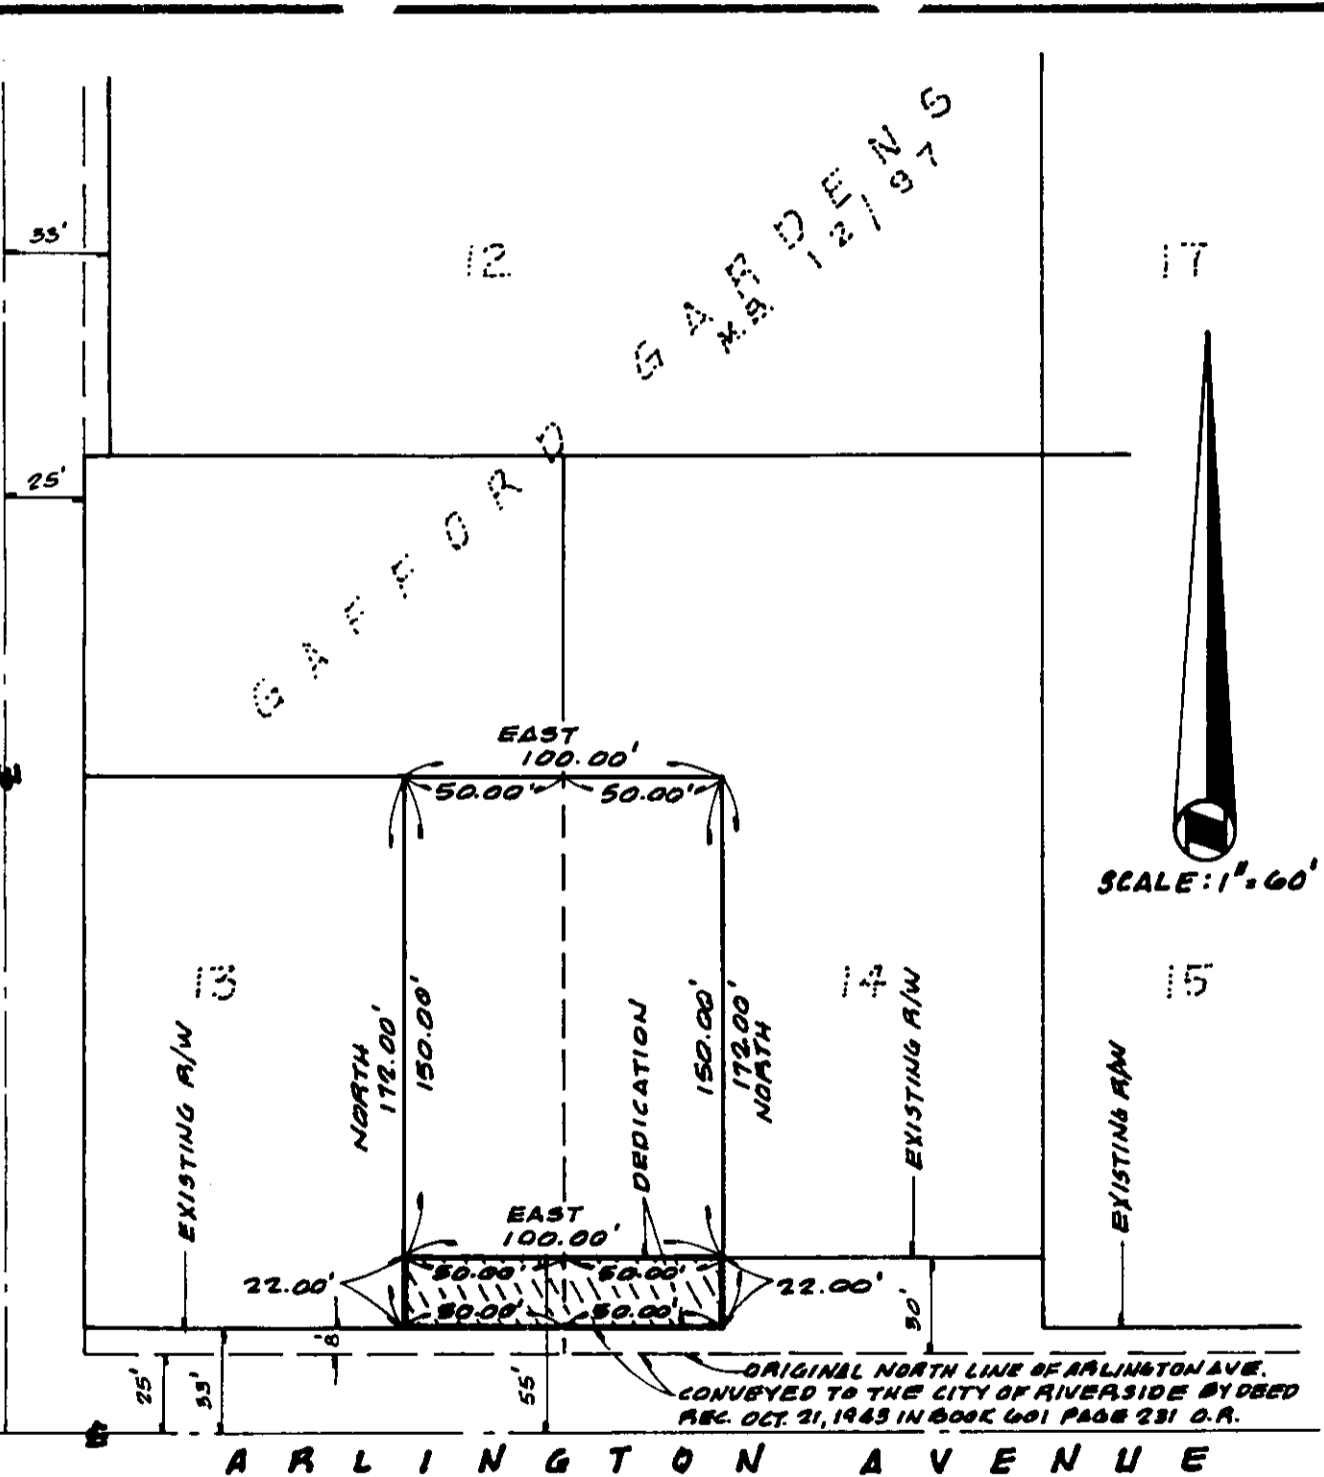 33'
12
17
GAFFORD GARDENS
M.B. 12/97
25'
SCALE: 1"=60'
EAST
100.00'
50.00' 50.00'
13
14
15
NORTH
172.00'
150.00'
150.00'
172.00'
NORTH
DEDICATION
EXISTING R/W
EXISTING R/W
EXISTING R/W
EAST
100.00'
22.00'
50.00' 50.00'
22.00'
50.00' 50.00'
8'
30'
25'
33'
55'
ORIGINAL NORTH LINE OF ARLINGTON AVE.
CONVEYED TO THE CITY OF RIVERSIDE BY DEED
REC. OCT. 21, 1943 IN BOOK 601 PAGE 231 O.R.
ARLINGTON AVENUE